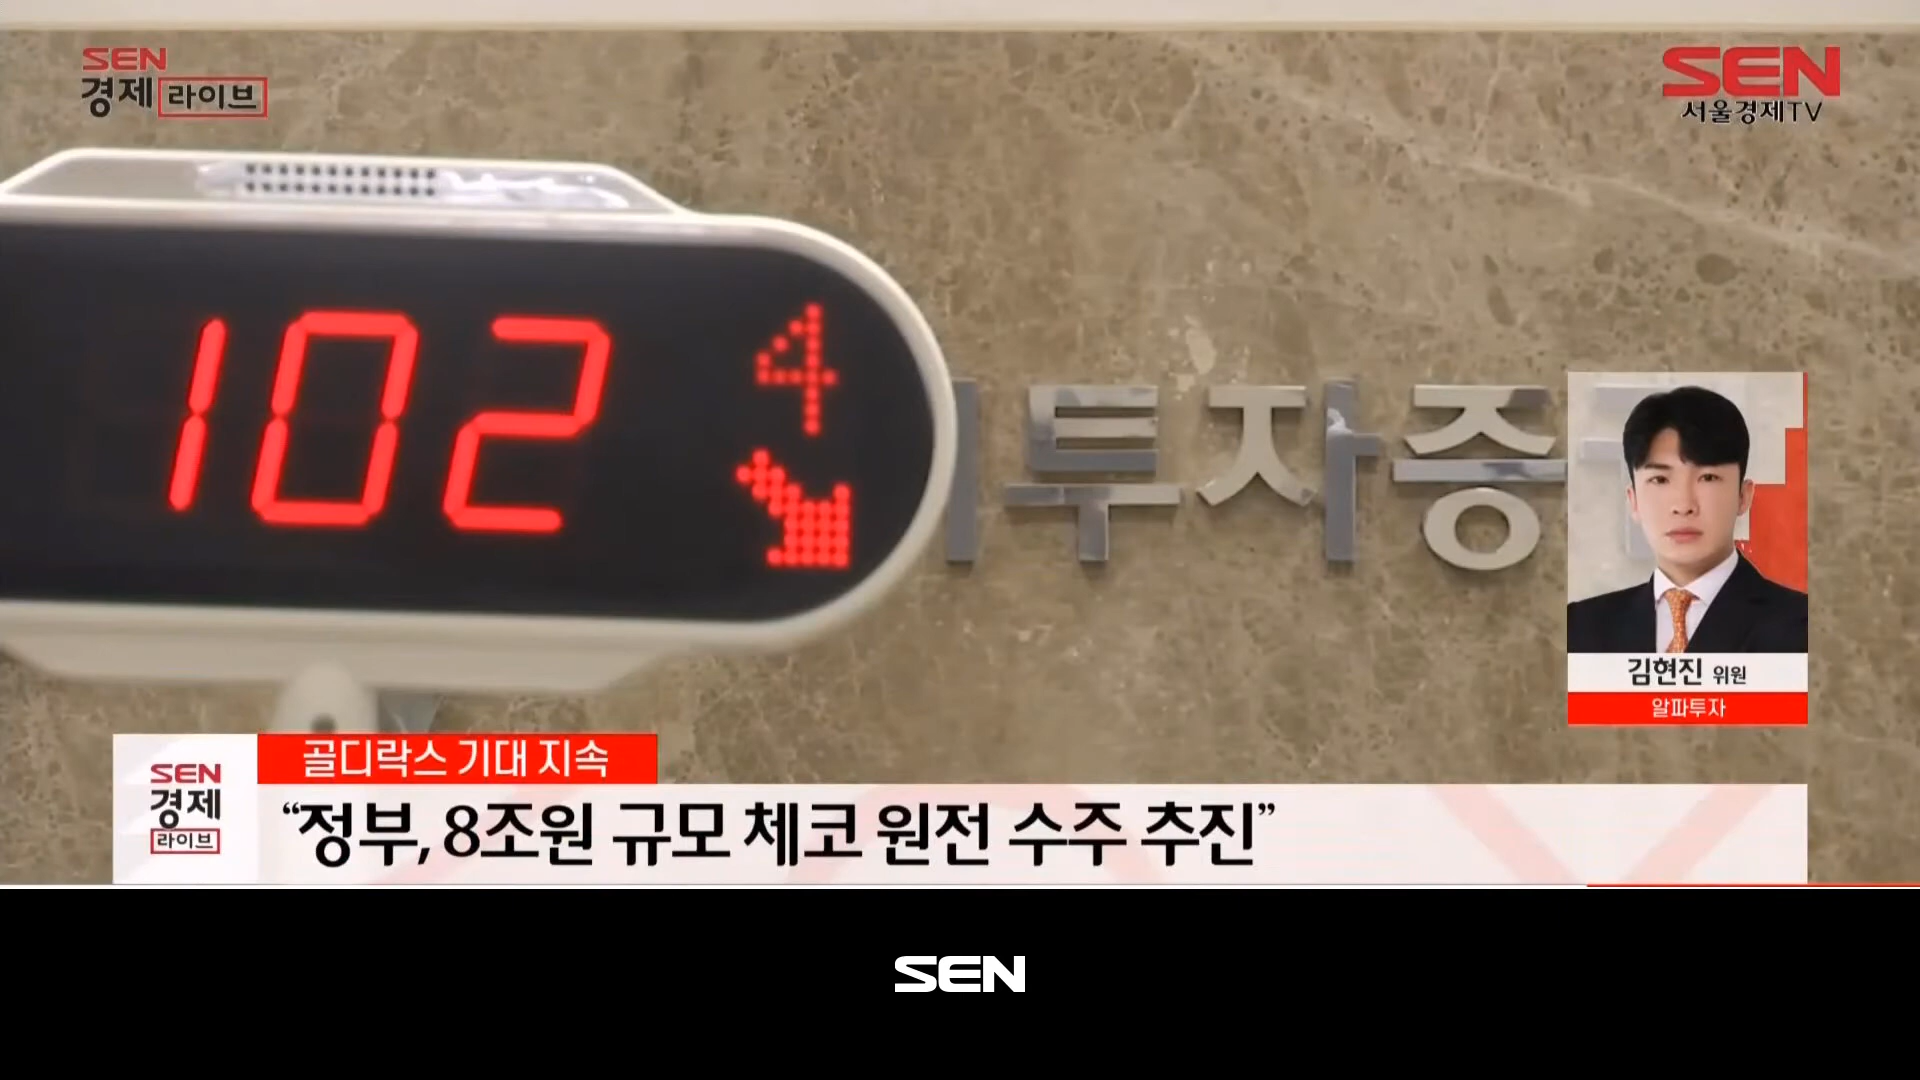 SEN
경제 라이브
SEN
서울경제TV
102
4
투자증
김현진 위원
알파투자
SEN
경제
라이브
골디락스 기대 지속
“정부, 8조원 규모 체코 원전 수주 추진”
SEN